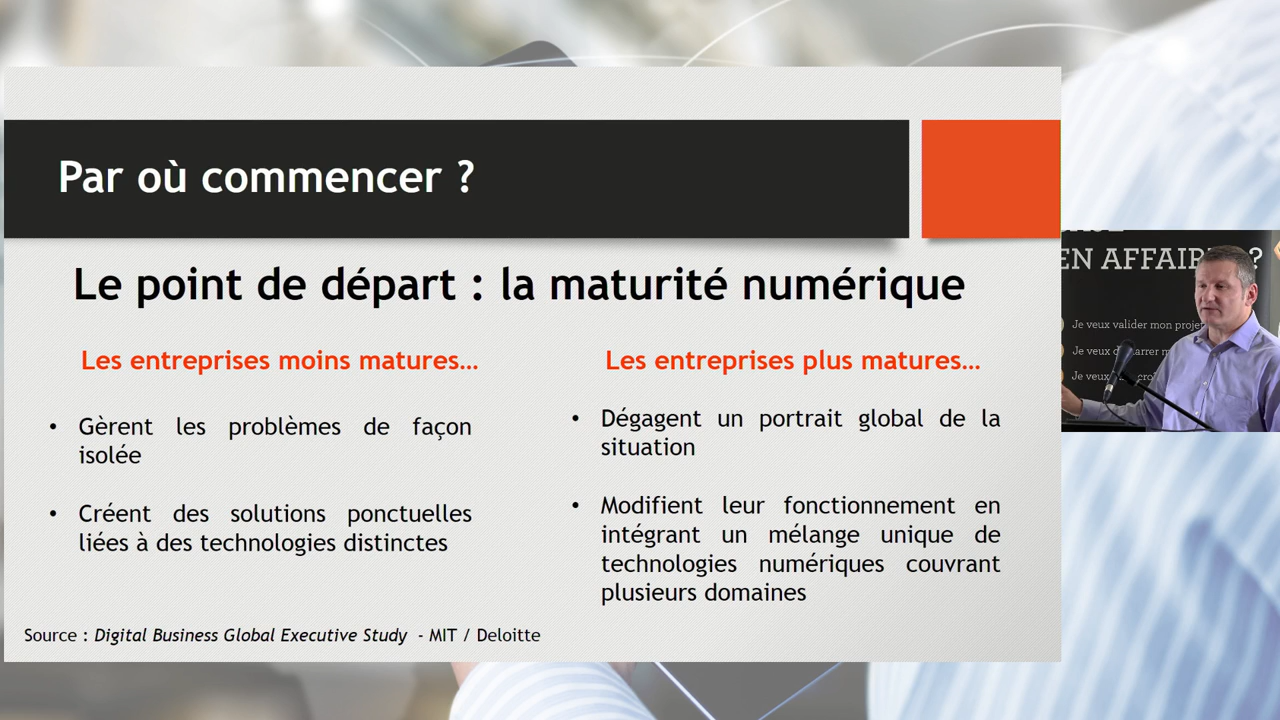 Par où commencer ?
Le point de départ : la maturité numérique
Les entreprises moins matures...
• Gèrent les problèmes de façon
isolée
• Créent des solutions ponctuelles
liées à des technologies distinctes
Les entreprises plus matures...
• Dégagent un portrait global de la
situation
• Modifient leur fonctionnement en
intégrant un mélange unique de
technologies numériques couvrant
plusieurs domaines
Source : Digital Business Global Executive Study - MIT / Deloitte
EN AFFAIR ?
Je veux valider mon projet
Je veux
Je veux